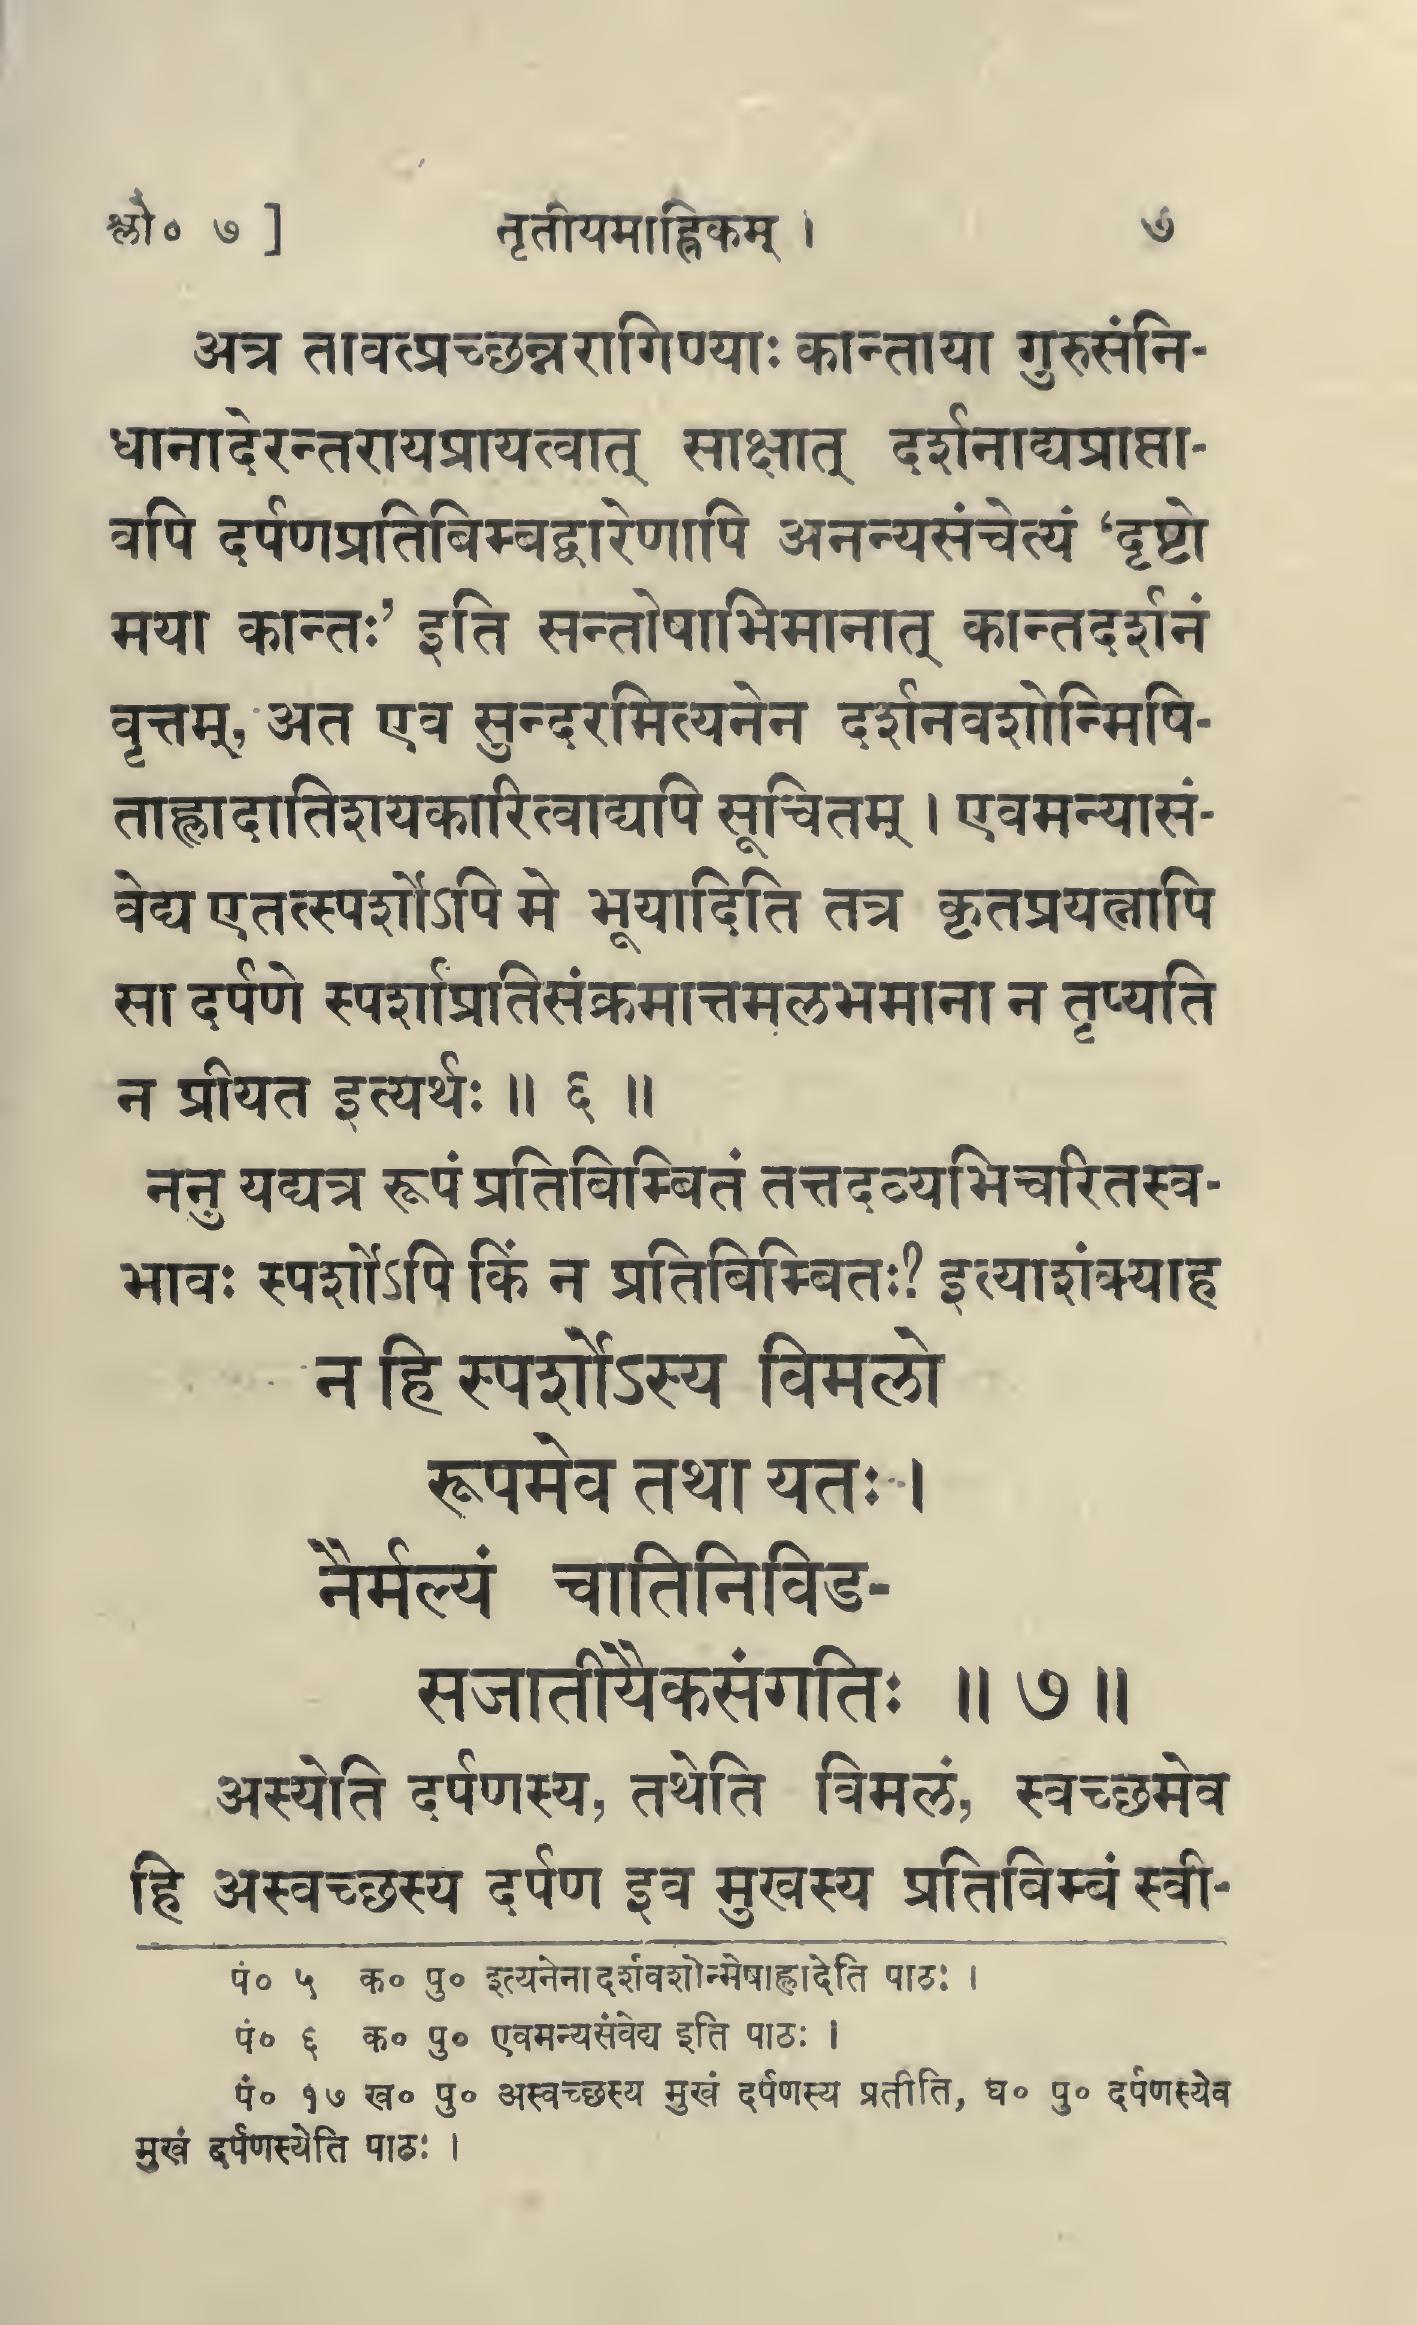 श्लो० ७ ] तृतीयमाह्निकम् । ७
अत्र तावत्प्रच्छन्नरागिण्याः कान्ताया गुरुसंनि-
धानादेरन्तरायप्रायत्वात् साक्षात् दर्शनाद्यप्राप्ता-
वपि दर्पणप्रतिबिम्बद्वारेणापि अनन्यसंचेत्यं ‘दृष्टो
मया कान्तः’ इति सन्तोषाभिमानात् कान्तदर्शनं
वृत्तम्, अत एव सुन्दरमित्यनेन दर्शनवशोन्मिषि-
ताह्लादातिशयकारित्वाद्यपि सूचितम् । एवमन्यासं-
वेद्य एतत्स्पर्शोऽपि मे भूयादिति तत्र कृतप्रयत्नापि
सा दर्पणे स्पर्शाप्रतिसंक्रमात्तमलभमाना न तृप्यति
न प्रीयत इत्यर्थः ॥ ६ ॥
ननु यद्यत्र रूपं प्रतिबिम्बितं तत्तदव्यभिचरितस्व-
भावः स्पर्शोऽपि किं न प्रतिबिम्बितः? इत्याशंक्याह
न हि स्पर्शोऽस्य विमलो
रूपमेव तथा यतः ।
नैर्मल्यं चातिनिविड-
सजातीयैकसंगतिः ॥ ७ ॥
अस्येति दर्पणस्य, तथेति विमलं, स्वच्छमेव
हि अस्वच्छस्य दर्पण इव मुखस्य प्रतिबिम्बं स्वी-
पं० ५ क० पु० इत्यनेनादर्शवशोन्मेषाह्लादेति पाठः ।
पं० ६ क० पु० एवमन्यसंवेद्य इति पाठः ।
पं० १७ ख० पु० अस्वच्छस्य मुखं दर्पणस्य प्रतीति, घ० पु० दर्पणस्येव
मुखं दर्पणस्येति पाठः ।